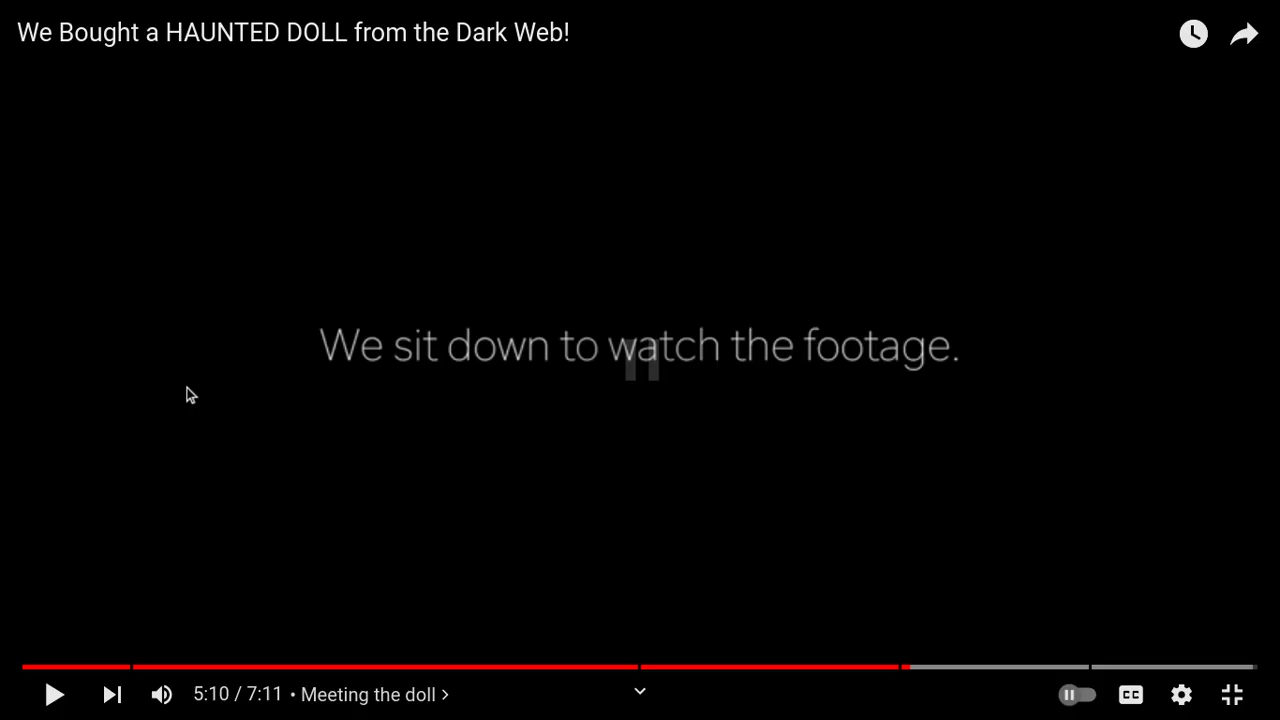 We Bought a HAUNTED DOLL from the Dark Web!
We sit down to watch the footage.
5:10 / 7:11 • Meeting the doll >
CC